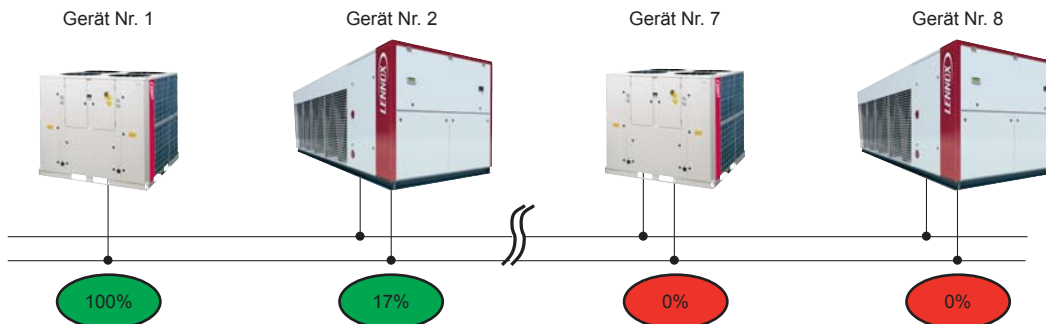 Gerät Nr. 1
Gerät Nr. 2
Gerät Nr. 7
Gerät Nr. 8
LENNOX
LENNOX
100%
17%
0%
0%